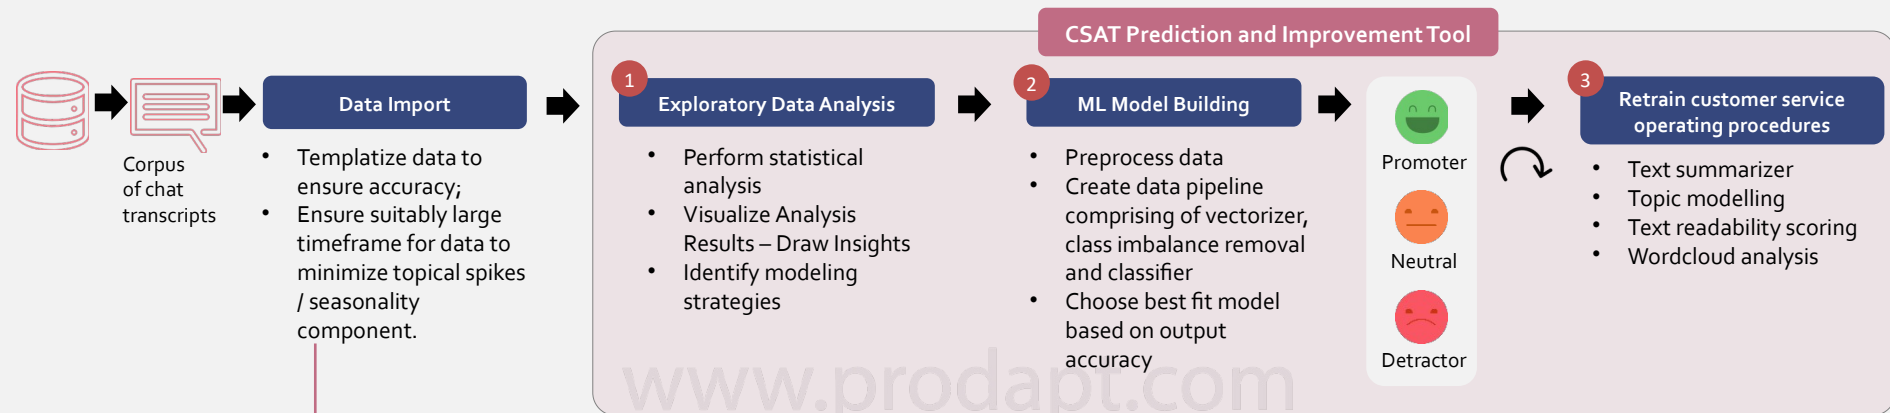 CSAT Prediction and Improvement Tool
Corpus
of chat
transcripts
Data Import
• Templatize data to
ensure accuracy;
• Ensure suitably large
timeframe for data to
minimize topical spikes
/ seasonality
component.
1
Exploratory Data Analysis
• Perform statistical
analysis
• Visualize Analysis
Results – Draw Insights
• Identify modeling
strategies
2
ML Model Building
• Preprocess data
• Create data pipeline
comprising of vectorizer,
class imbalance removal
and classifier
• Choose best fit model
based on output
accuracy
Promoter
Neutral
Detractor
3
Retrain customer service
operating procedures
• Text summarizer
• Topic modelling
• Text readability scoring
• Wordcloud analysis
www.prodapt.com